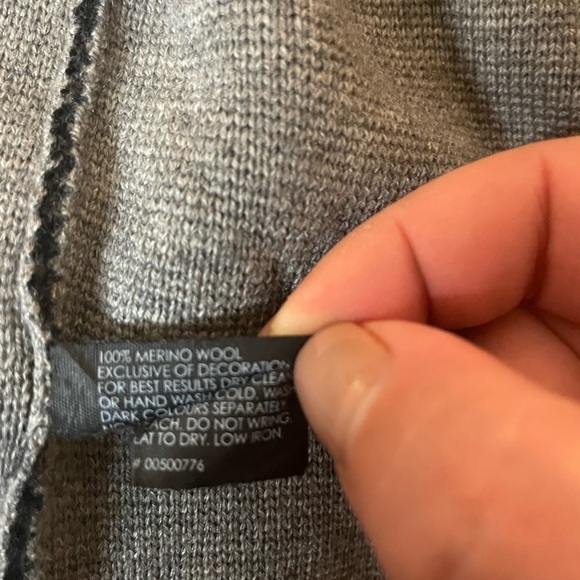 100% MERINO WOOL
EXCLUSIVE OF DECORATION
FOR BEST RESULTS DRY CLEA
OR HAND WASH COLD. WAS
DARK COLOURS SEPARATELY
DO NOT WRING.
LAT TO DRY. LOW IRON
# 00500776